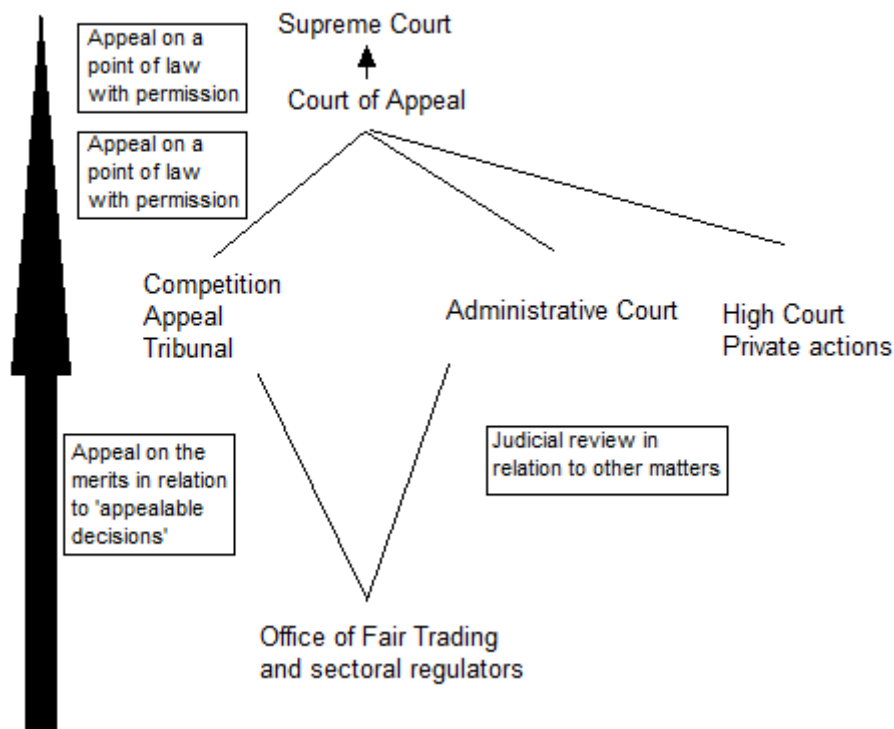 Supreme Court
Appeal on a
point of law
with permission
Court of Appeal
Appeal on a
point of law
with permission
Competition
Appeal
Tribunal
Administrative Court
High Court
Private actions
Appeal on the
merits in relation
to 'appealable
decisions'
Judicial review in
relation to other matters
Office of Fair Trading
and sectoral regulators